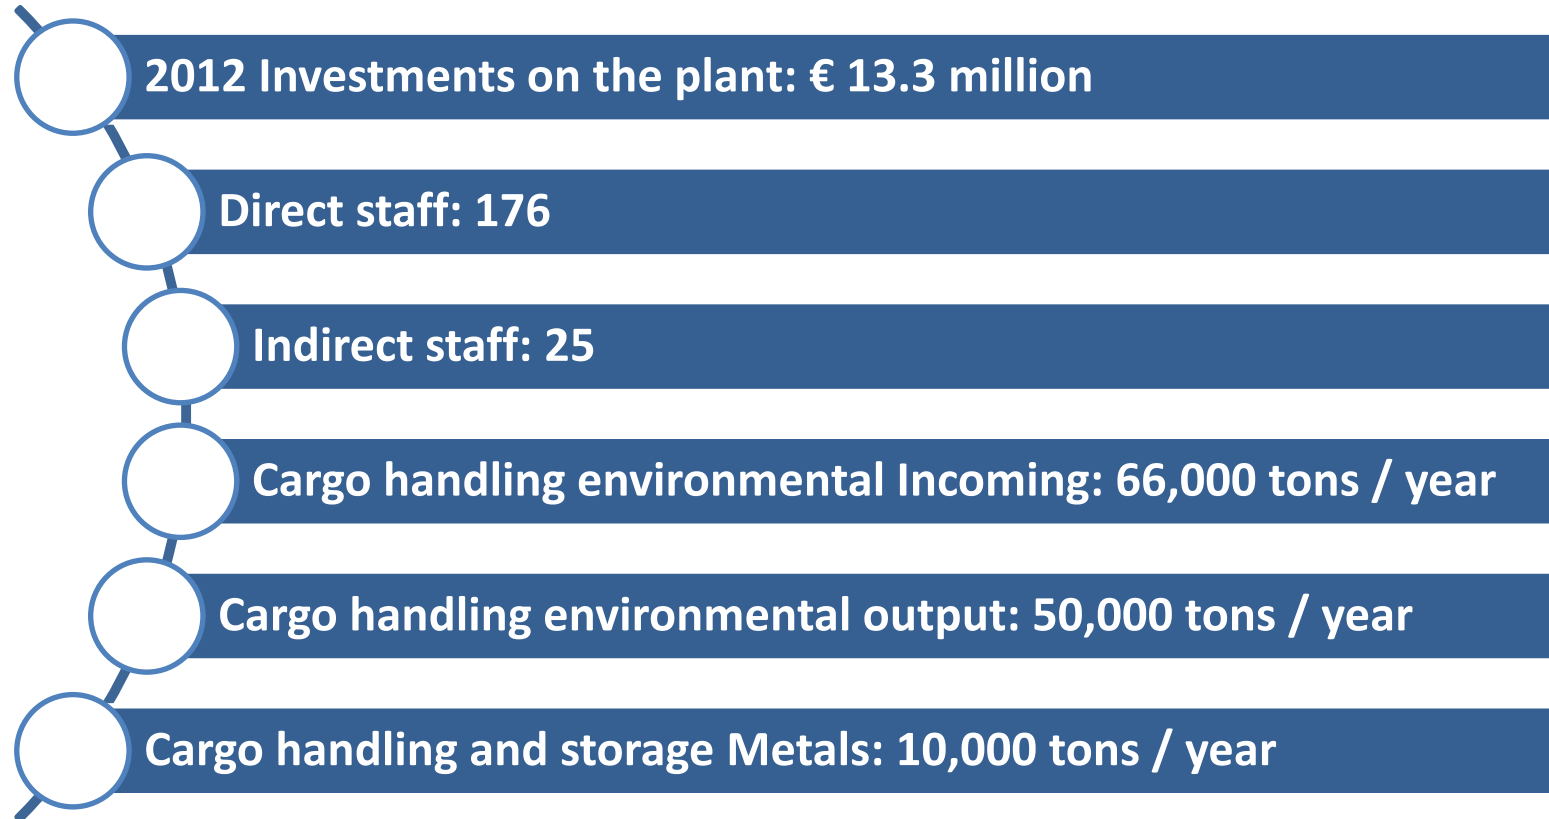 2012 Investments on the plant: € 13.3 million
Direct staff: 176
Indirect staff: 25
Cargo handling environmental Incoming: 66,000 tons / year
Cargo handling environmental output: 50,000 tons / year
Cargo handling and storage Metals: 10,000 tons / year